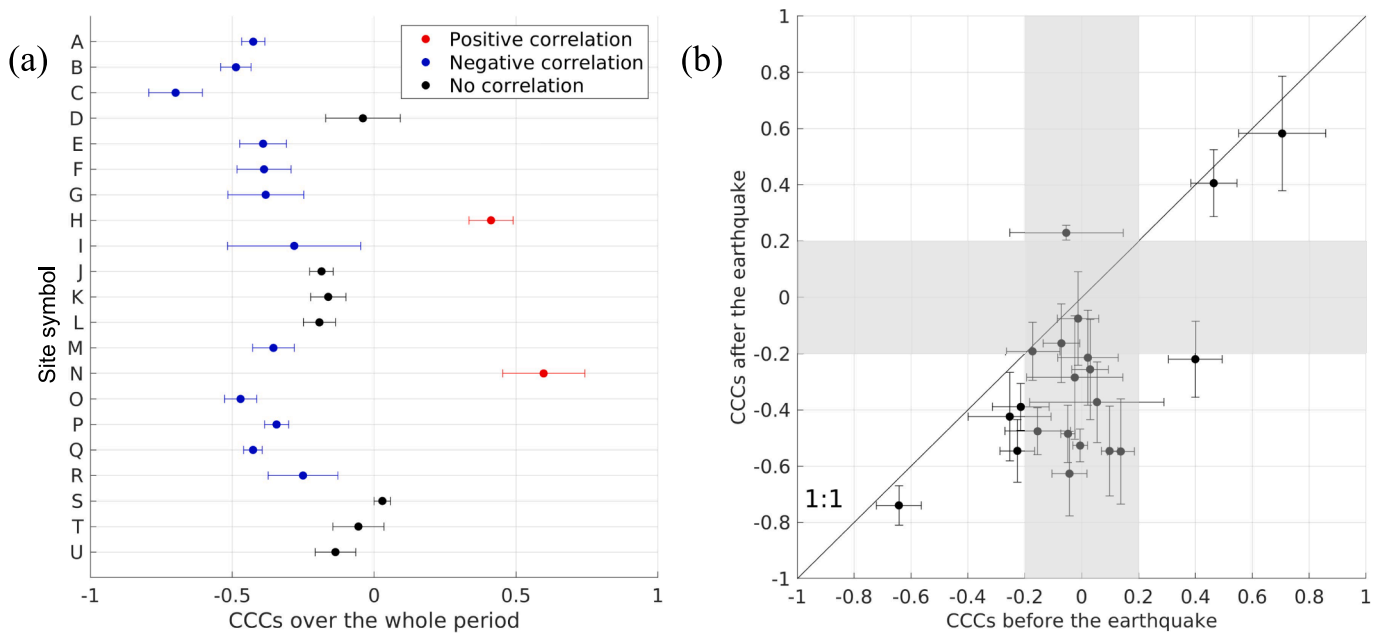 (a)
Positive correlation
Negative correlation
No correlation
Site symbol
A
B
C
D
E
F
G
H
I
J
K
L
M
N
O
P
Q
R
S
T
U
-1 -0.5 0 0.5 1
CCCs over the whole period
(b)
CCCs after the earthquake
1
0.8
0.6
0.4
0.2
0
-0.2
-0.4
-0.6
-0.8
-1
1:1
-1 -0.8 -0.6 -0.4 -0.2 0 0.2 0.4 0.6 0.8 1
CCCs before the earthquake